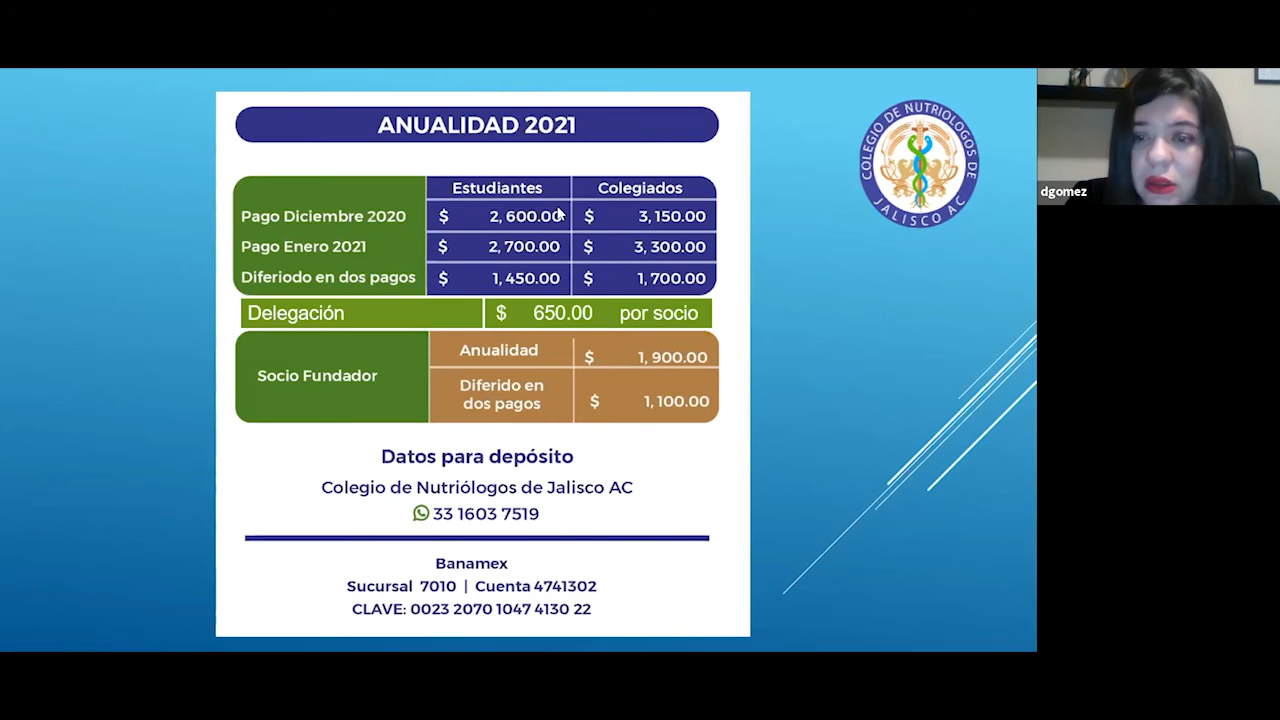 ANUALIDAD 2021
Estudiantes Colegiados
Pago Diciembre 2020 $ 2, 600.00 $ 3, 150.00
Pago Enero 2021 $ 2, 700.00 $ 3, 300.00
Diferiodo en dos pagos $ 1, 450.00 $ 1, 700.00
Delegación $ 650.00 por socio
Socio Fundador
Anualidad $ 1, 900.00
Diferido en
dos pagos $ 1, 100.00
Datos para depósito
Colegio de Nutriólogos de Jalisco AC
33 1603 7519
Banamex
Sucursal 7010 | Cuenta 4741302
CLAVE: 0023 2070 1047 4130 22
COLEGIO DE NUTRIOLOGOS DE
JALISCO AC
dgomez